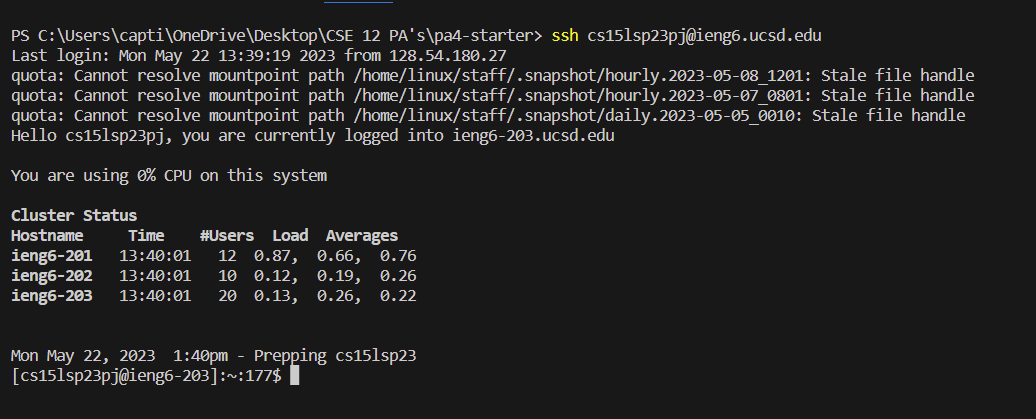 PS C:\Users\capti\OneDrive\Desktop\CSE 12 PA's\pa4-starter> ssh cs15lsp23pj@ieng6.ucsd.edu
Last login: Mon May 22 13:39:19 2023 from 128.54.180.27
quota: Cannot resolve mountpoint path /home/linux/staff/.snapshot/hourly.2023-05-08_1201: Stale file handle
quota: Cannot resolve mountpoint path /home/linux/staff/.snapshot/hourly.2023-05-07_0801: Stale file handle
quota: Cannot resolve mountpoint path /home/linux/staff/.snapshot/daily.2023-05-05_0010: Stale file handle
Hello cs15lsp23pj, you are currently logged into ieng6-203.ucsd.edu
You are using 0% CPU on this system
Cluster Status
Hostname     Time    #Users  Load  Averages
ieng6-201   13:40:01   12  0.87,  0.66,  0.76
ieng6-202   13:40:01   10  0.12,  0.19,  0.26
ieng6-203   13:40:01   20  0.13,  0.26,  0.22
Mon May 22, 2023  1:40pm - Prepping cs15lsp23
[cs15lsp23pj@ieng6-203]:~:177$